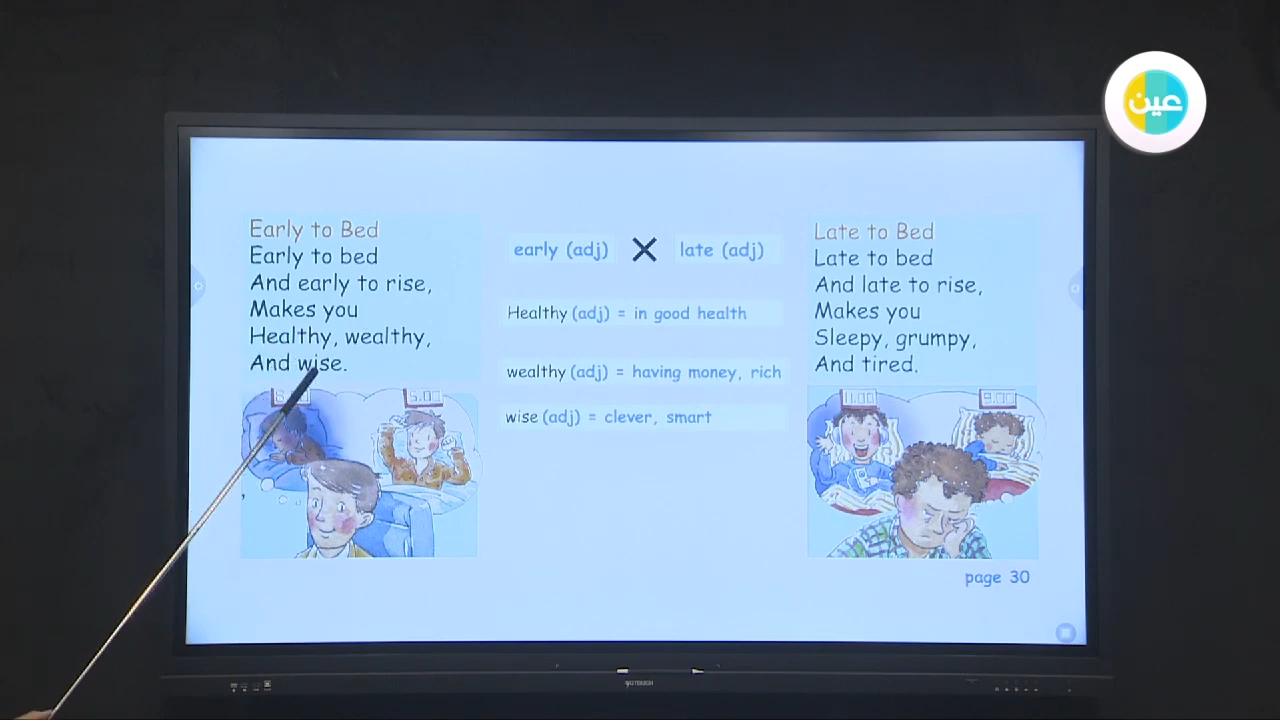 عين
Early to Bed
Early to bed
And early to rise,
Makes you
Healthy, wealthy,
And wise.
5.00
early (adj) X late (adj)
Healthy (adj) = in good health
wealthy (adj) = having money, rich
wise (adj) = clever, smart
Late to Bed
Late to bed
And late to rise,
Makes you
Sleepy, grumpy,
And tired.
11.00
9.00
page 30